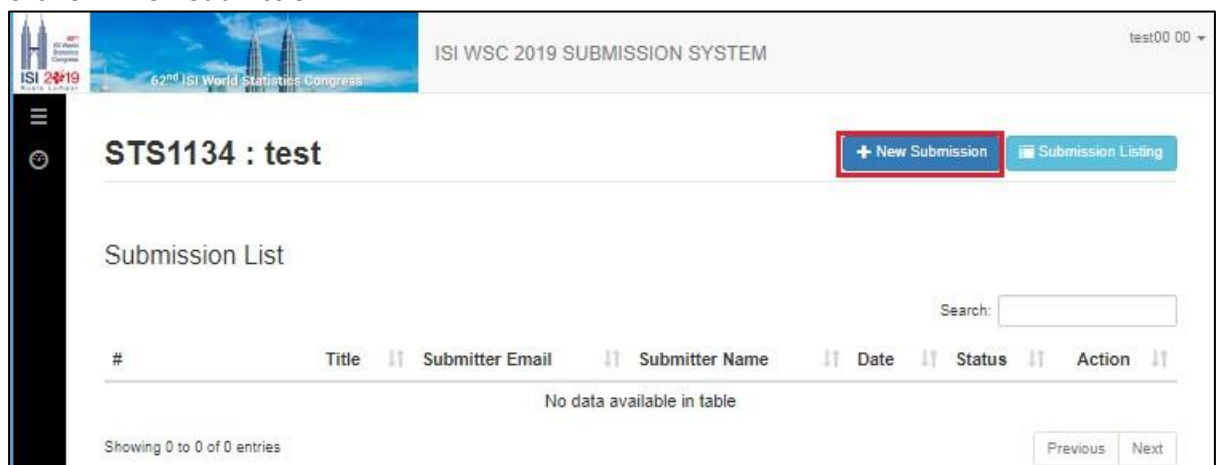 ISI 2019
62nd ISI World Statistics Congress
ISI WSC 2019 SUBMISSION SYSTEM
test00 00
STS1134 : test
New Submission
Submission Listing
Submission List
Search:
# Title Submitter Email Submitter Name Date Status Action
No data available in table
Showing 0 to 0 of 0 entries
Previous Next